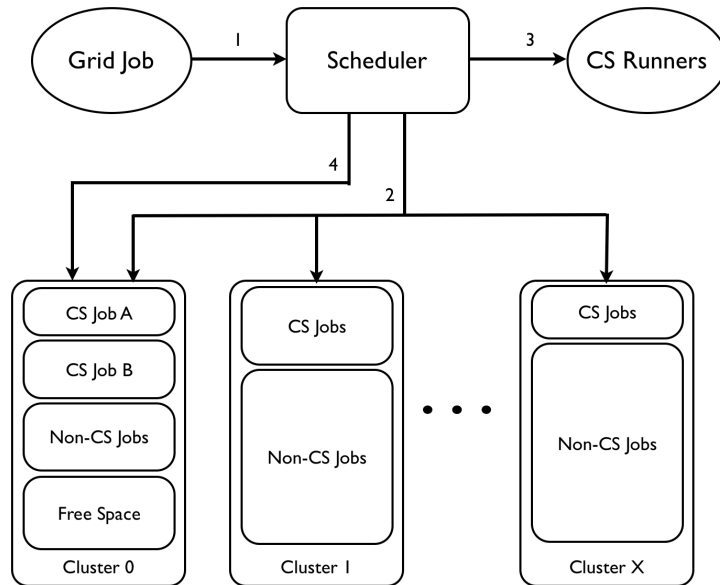 Grid Job
1
Scheduler
3
CS Runners
4
2
CS Job A
CS Job B
Non-CS Jobs
Free Space
Cluster 0
CS Jobs
Non-CS Jobs
Cluster 1
CS Jobs
Non-CS Jobs
Cluster X